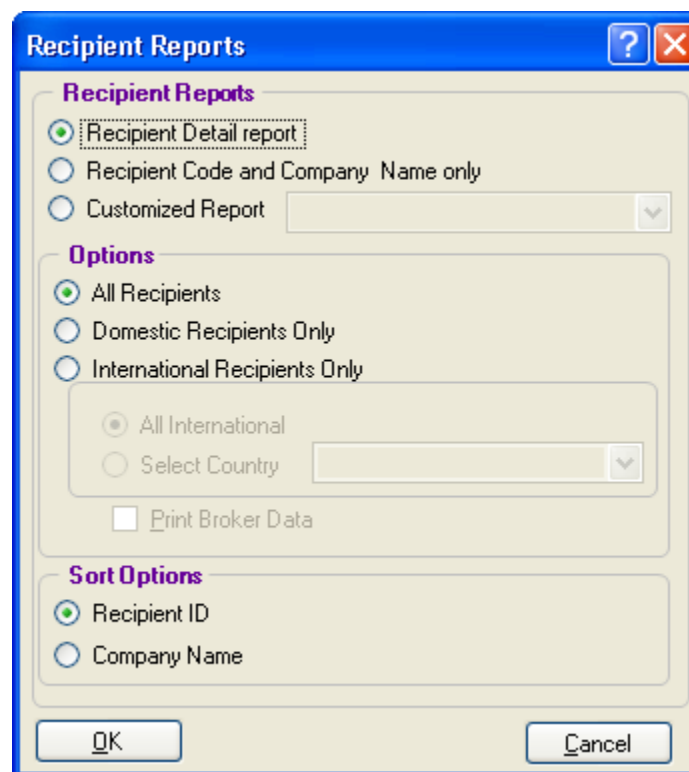 Recipient Reports
Recipient Reports
Recipient Detail report
Recipient Code and Company Name only
Customized Report
Options
All Recipients
Domestic Recipients Only
International Recipients Only
All International
Select Country
Print Broker Data
Sort Options
Recipient ID
Company Name
OK Cancel